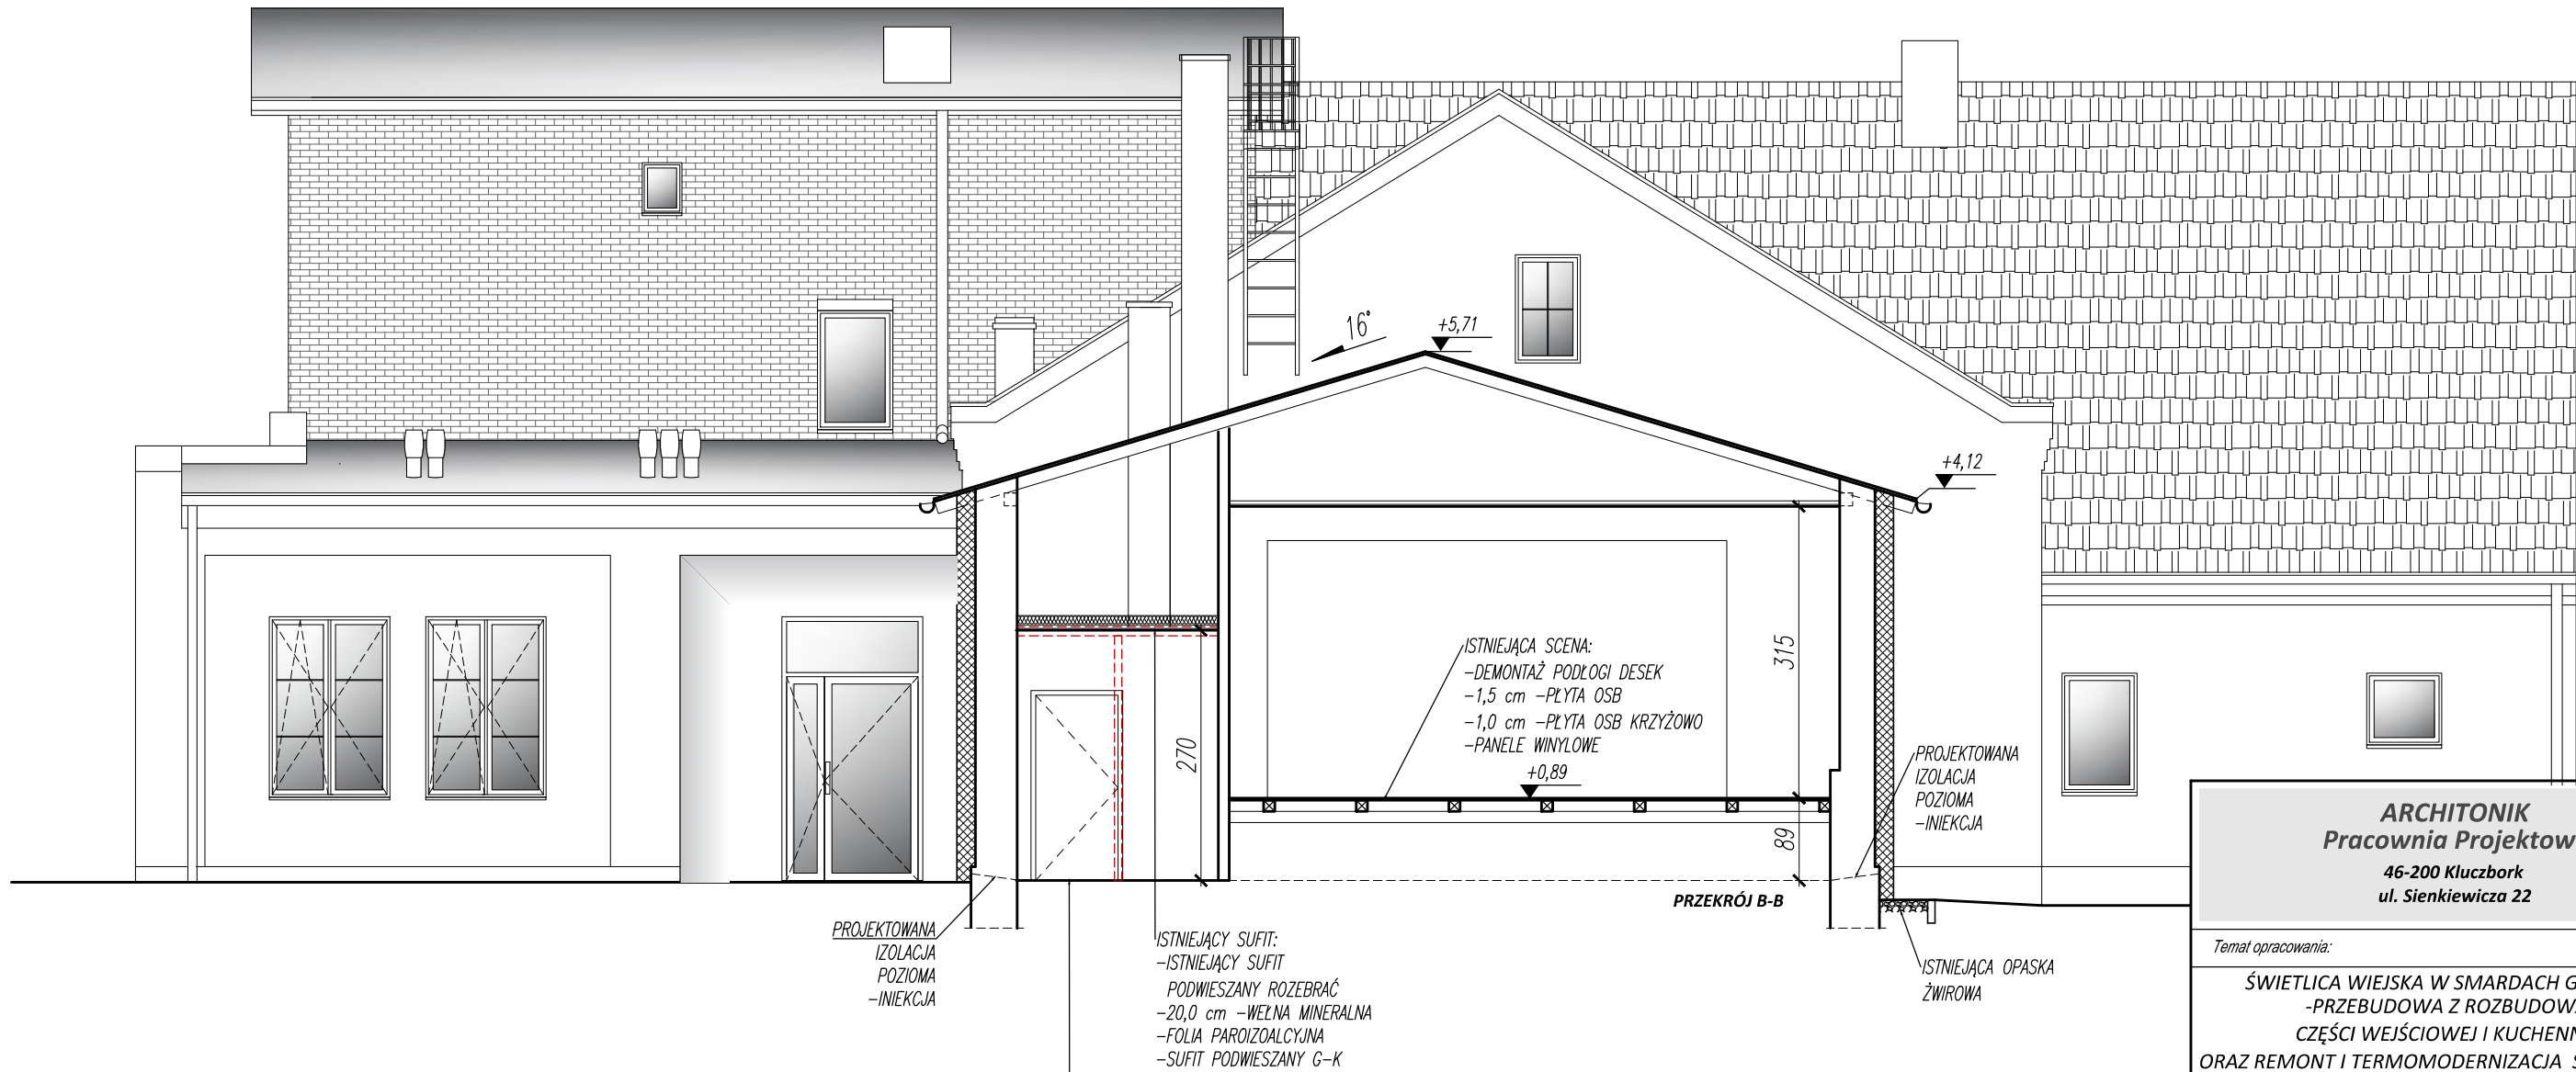 16°
+5,71
+4,12
ISTNIEJĄCA SCENA:
-DEMONTAŻ PODŁOGI DESEK
-1,5 cm -PŁYTA OSB
-1,0 cm -PŁYTA OSB KRZYŻOWO
-PANELE WINYLOWE
+0,89
315
89
270
PROJEKTOWANA
IZOLACJA
POZIOMA
-INIEKCJA
PRZEKRÓJ B-B
PROJEKTOWANA
IZOLACJA
POZIOMA
-INIEKCJA
ISTNIEJĄCY SUFIT:
-ISTNIEJĄCY SUFIT
PODWIESZANY ROZEBRAĆ
-20,0 cm -WEŁNA MINERALNA
-FOLIA PAROIZOALCYJNA
-SUFIT PODWIESZANY G-K
ISTNIEJĄCA OPASKA
ŻWIROWA
ARCHITONIK
Pracownia Projektow
46-200 Kluczbork
ul. Sienkiewicza 22
Temat opracowania:
ŚWIETLICA WIEJSKA W SMARDACH G
-PRZEBUDOWA Z ROZBUDOW
CZĘŚCI WEJŚCIOWEJ I KUCHENN
ORAZ REMONT I TERMOMODERNIZACJA